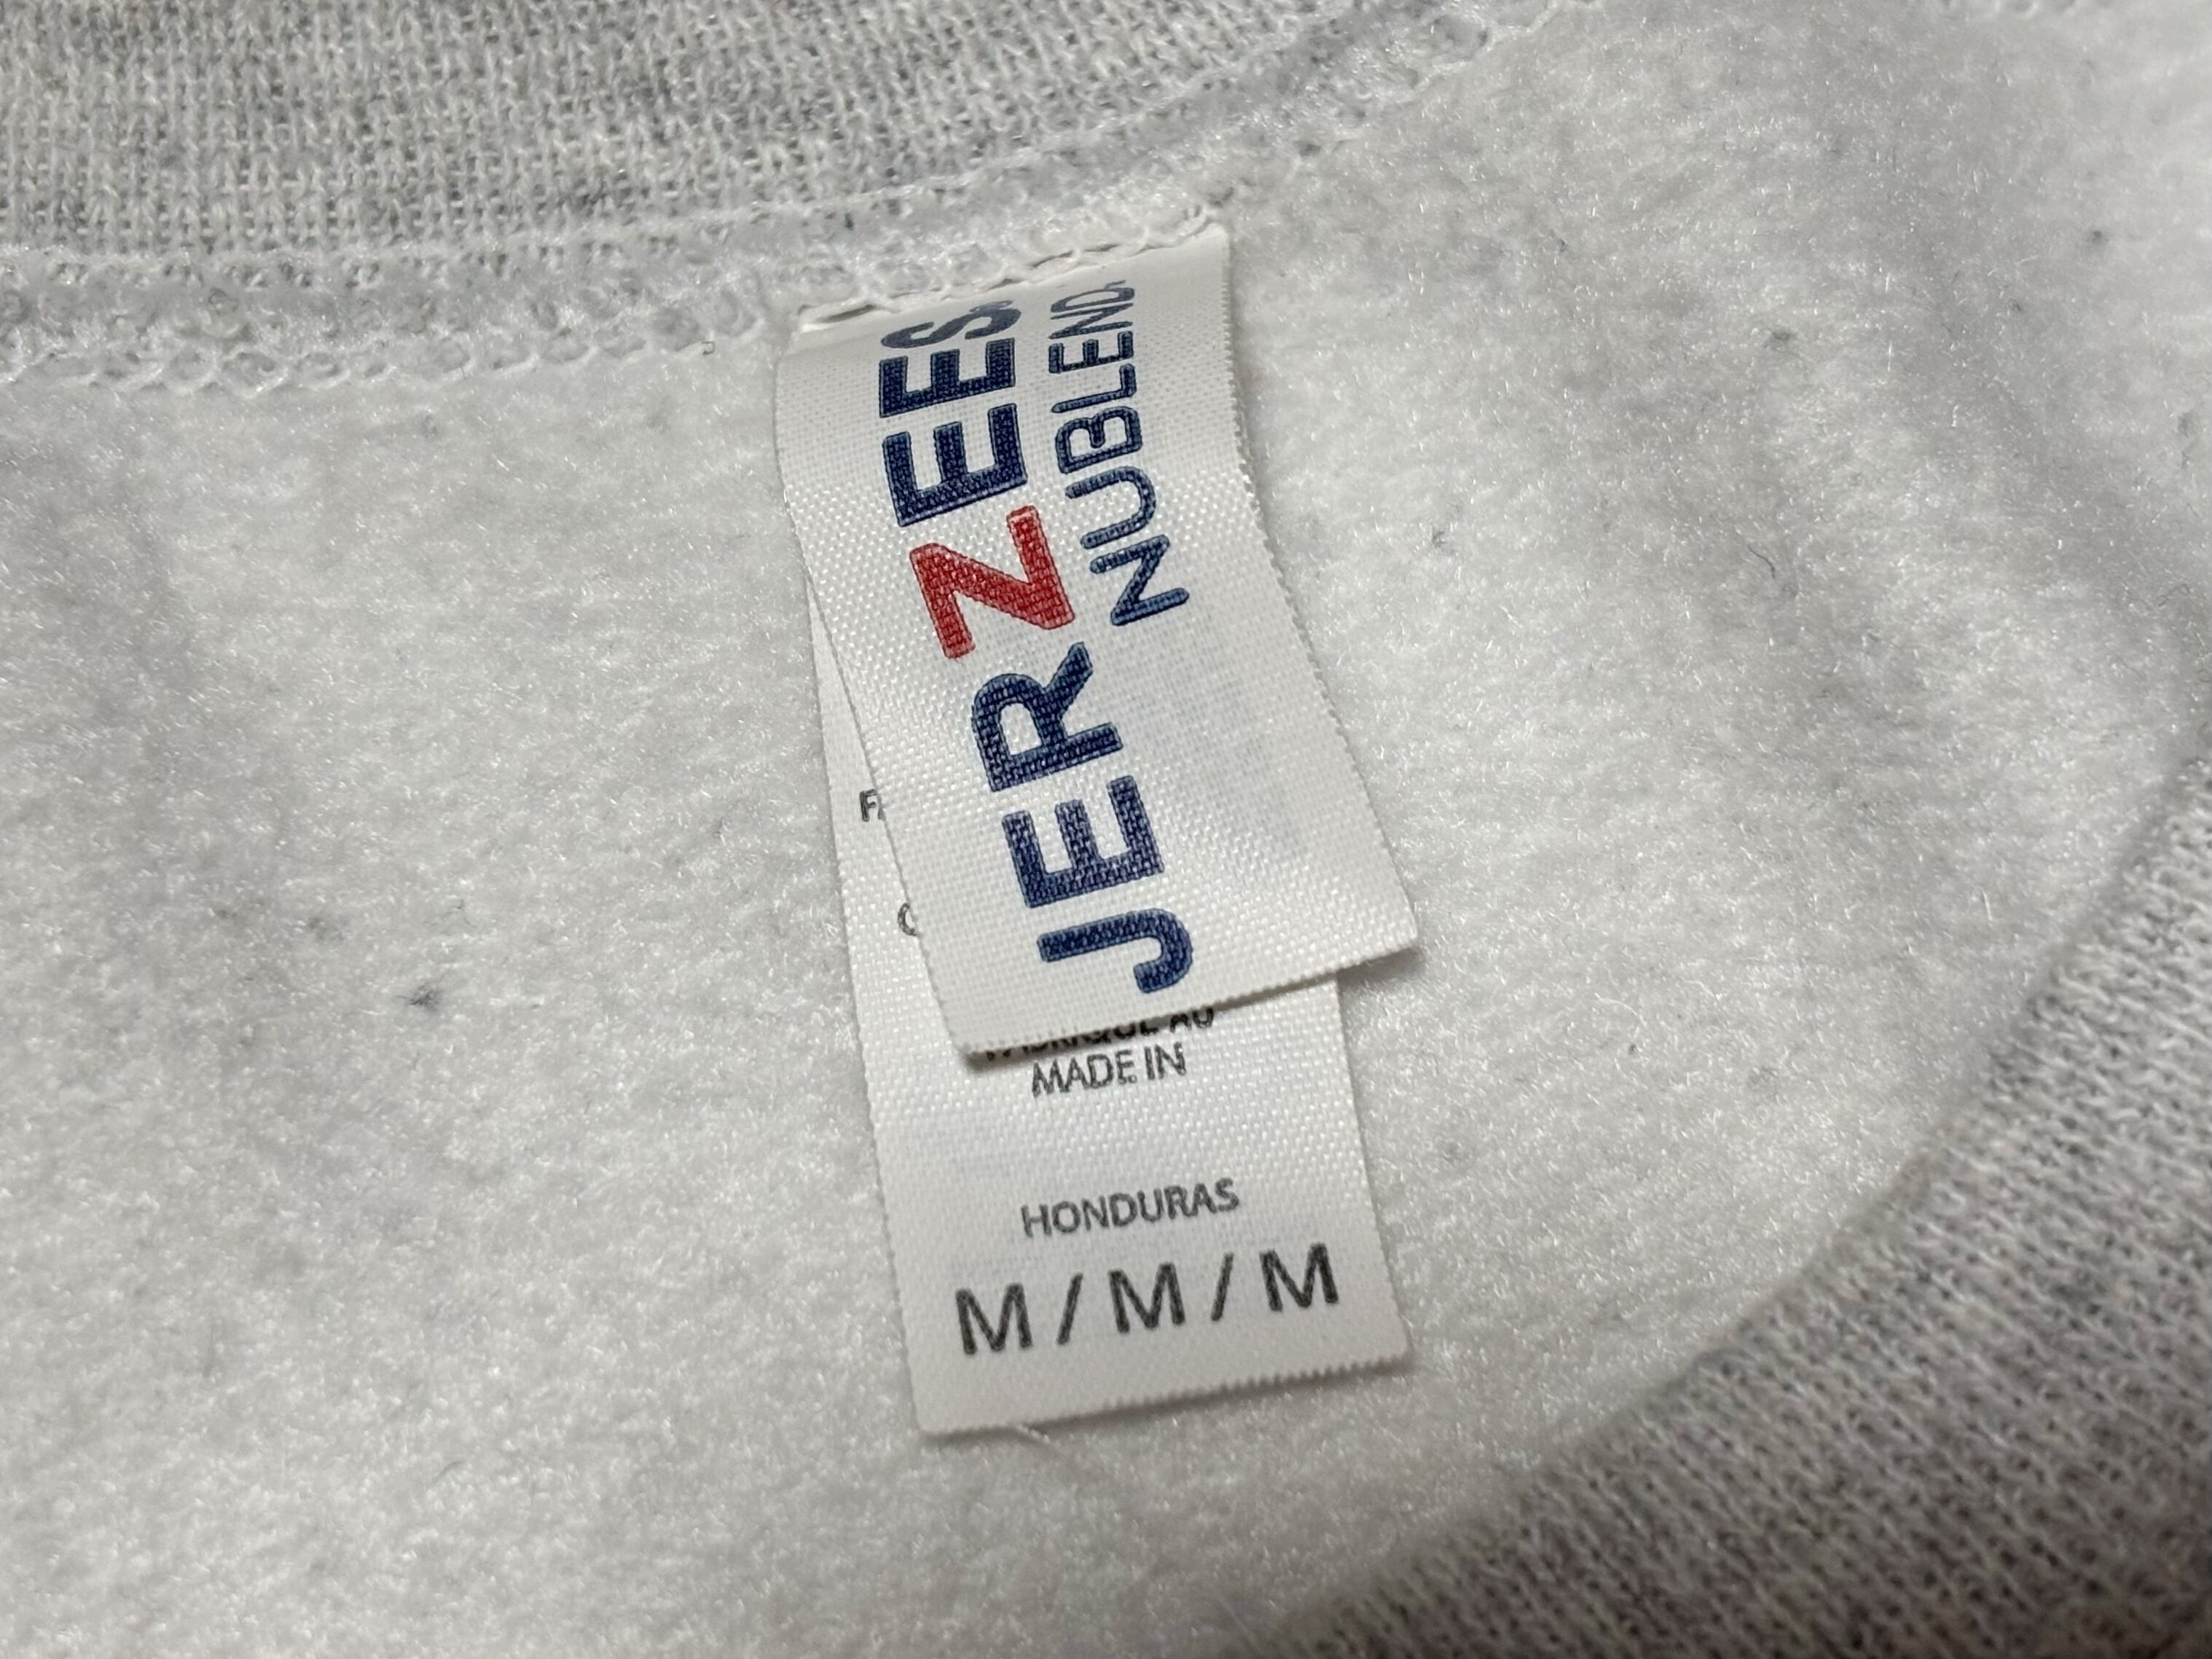 JERZEES
NUBLEND
MADE IN
HONDURAS
M / M / M